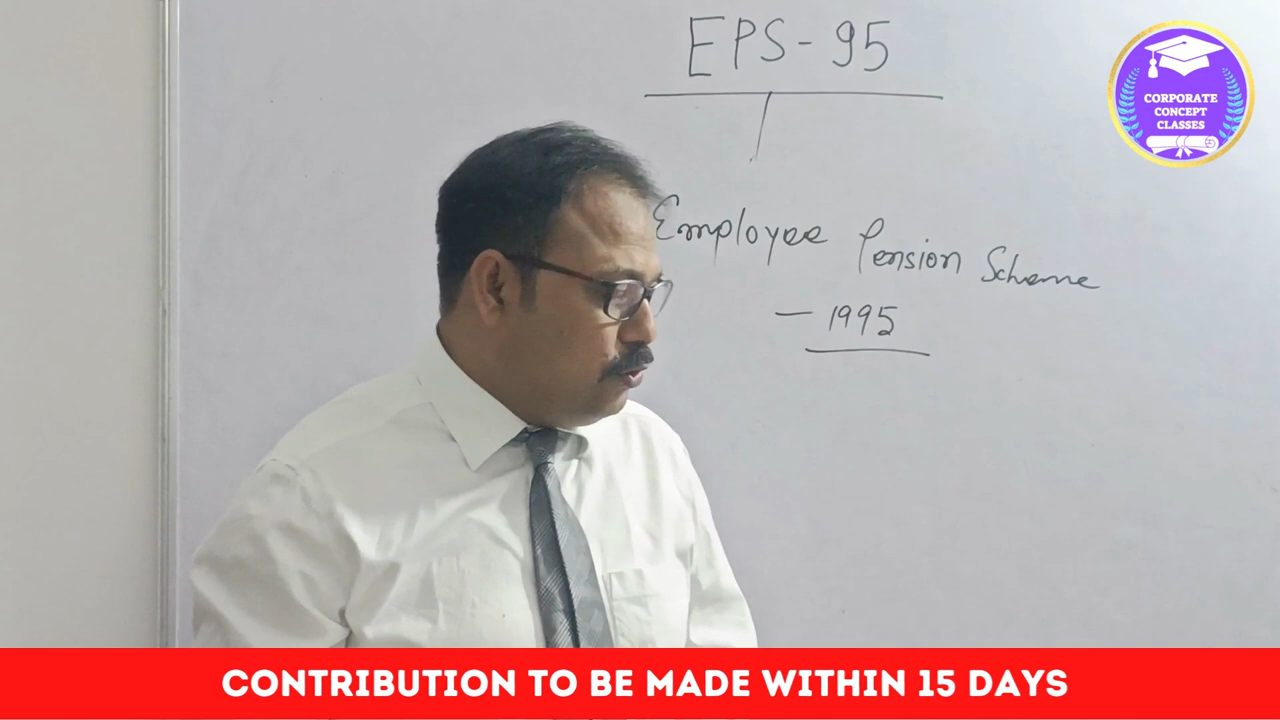 EPS-95
Employee Pension Scheme
- 1995
CORPORATE
CONCEPT
CLASSES
CONTRIBUTION TO BE MADE WITHIN 15 DAYS